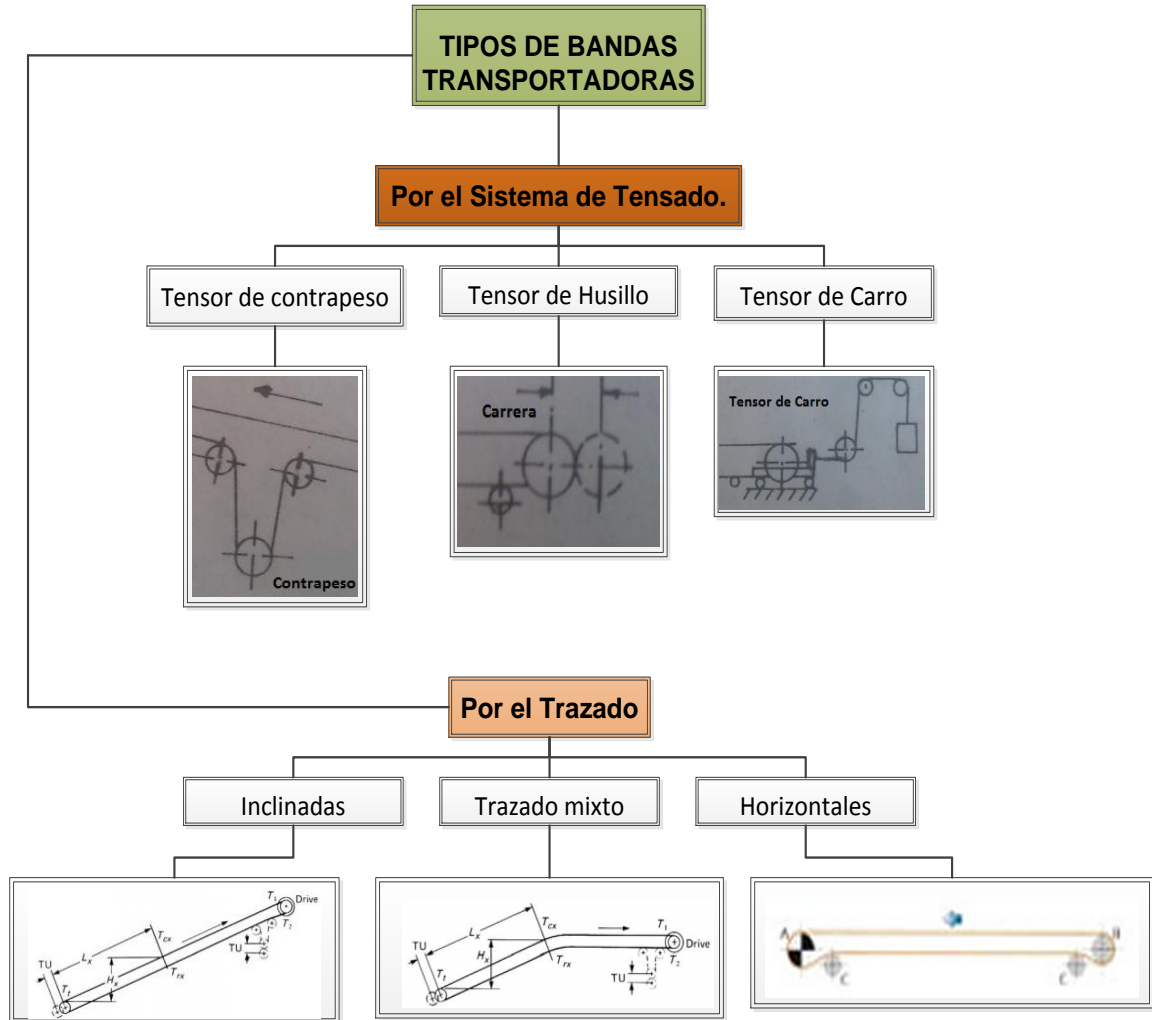 TIPOS DE BANDAS
TRANSPORTADORAS
Por el Sistema de Tensado.
Tensor de contrapeso
Tensor de Husillo
Tensor de Carro
Contrapeso
Carrera
Tensor de Carro
Por el Trazado
Inclinadas
Trazado mixto
Horizontales
T1 Drive
T2
Tcx
Lx
TU
TU
Hx
Trx
Tt
Tcx
T1
Lx
Drive
TU
Hx
T2
Tt
Trx
TU
A
B
C
C